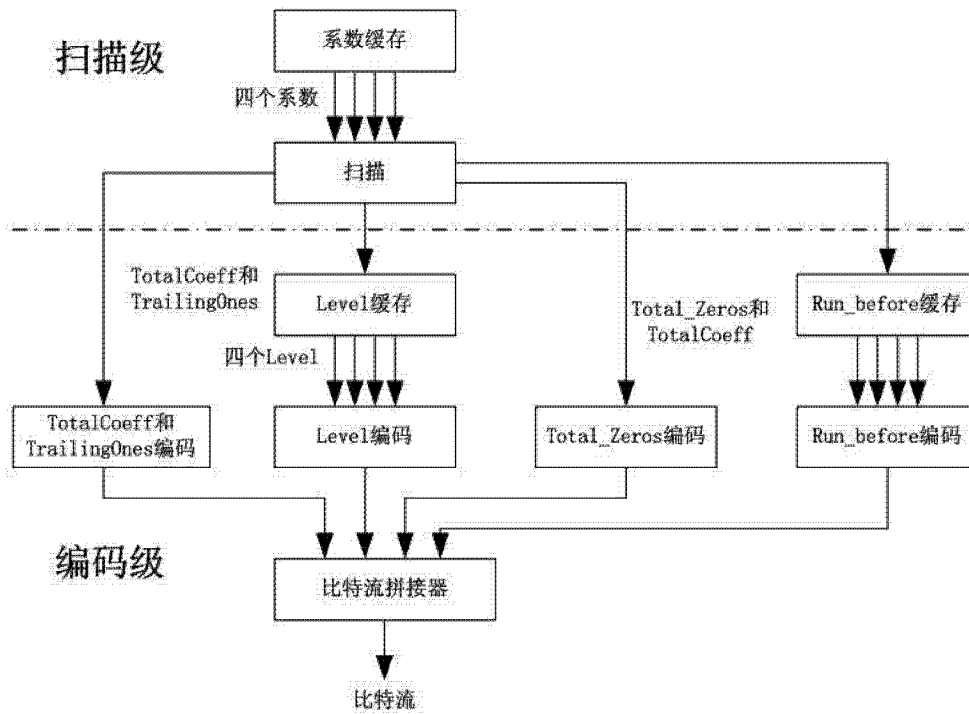 系数缓存
扫描级
四个系数
扫描
TotalCoeff和
TrailingOnes
Level缓存
Total_Zeros和
TotalCoeff
Run_before缓存
四个Level
TotalCoeff和
TrailingOnes编码
Level编码
Total_Zeros编码
Run_before编码
编码级
比特流拼接器
比特流